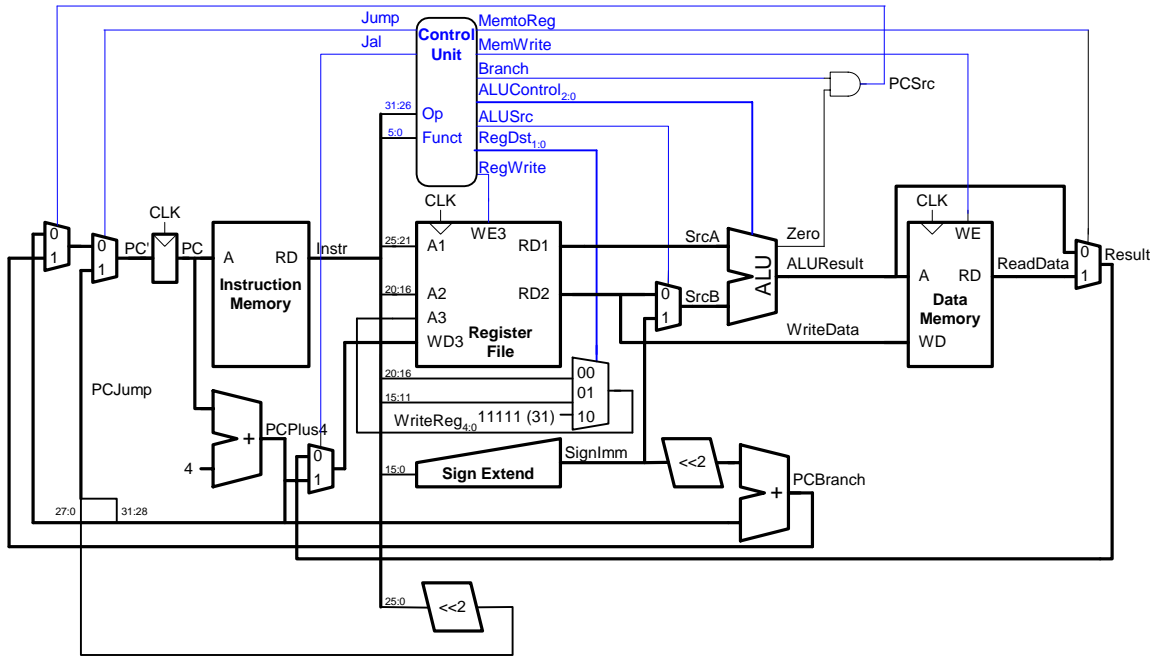 Jump
Jal
Control
Unit
MemtoReg
MemWrite
Branch
ALUControl2:0
ALUSrc
RegDst1:0
RegWrite
31:26
Op
5:0
Funct
PCSrc
0
1
0
1
CLK
PC'
PC
A
RD
Instruction
Memory
Instr
CLK
25:21
A1
WE3
RD1
20:16
A2
RD2
A3
WD3
Register
File
SrcA
0
1
SrcB
ALU
Zero
ALUResult
WriteData
CLK
WE
A
RD
Data
Memory
WD
ReadData
0
1
Result
20:16
00
15:11
01
WriteReg4:0
11111 (31)
10
PCJump
+
4
PCPlus4
0
1
15:0
Sign Extend
SignImm
<<2
+
PCBranch
27:0
31:28
25:0
<<2